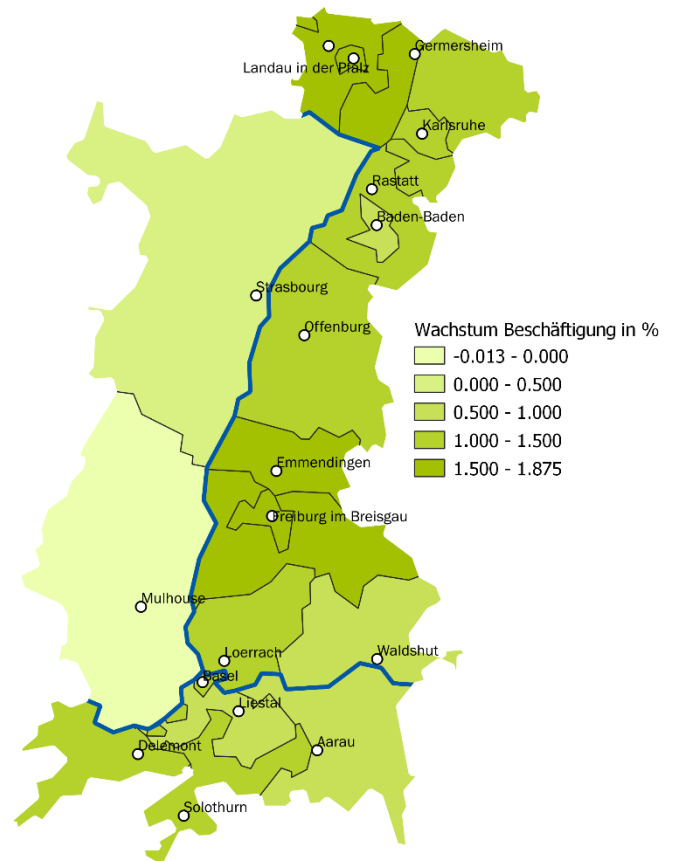 Germersheim
Landau in der Pfalz
Karlsruhe
Rastatt
Baden-Baden
Strasbourg
Offenburg
Wachstum Beschäftigung in %
-0.013 - 0.000
0.000 - 0.500
0.500 - 1.000
1.000 - 1.500
1.500 - 1.875
Emmendingen
Freiburg im Breisgau
Mulhouse
Loerrach
Waldshut
Basel
Liestal
Delemont
Aarau
Solothurn